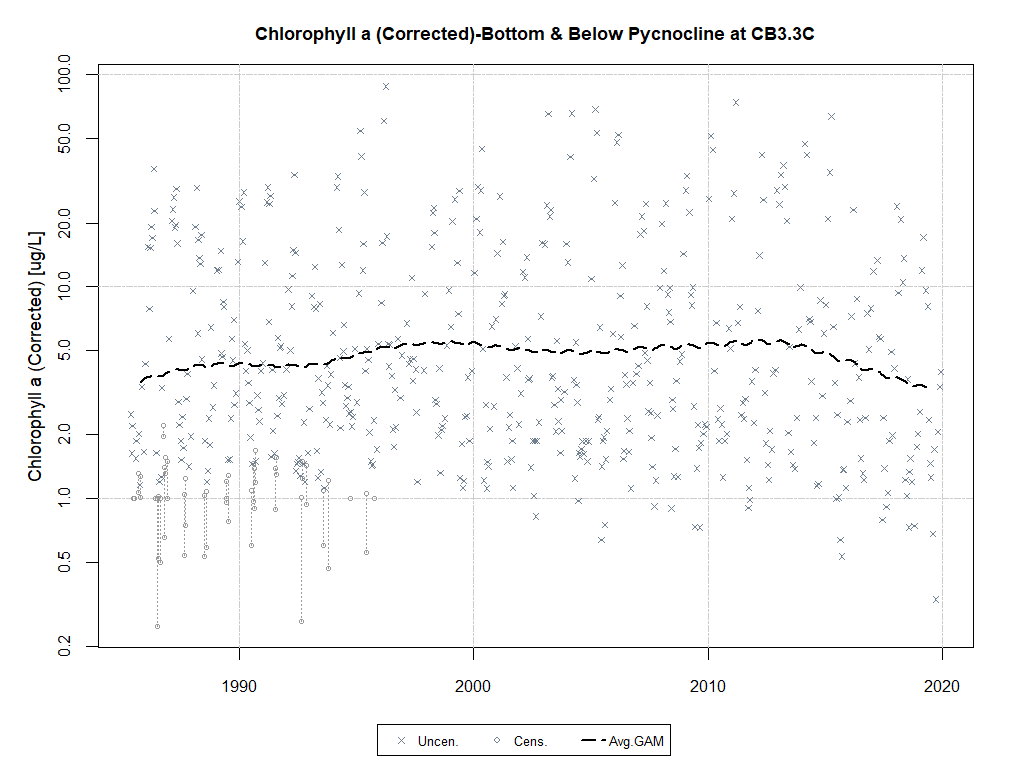 Chlorophyll a (Corrected)-Bottom & Below Pycnocline at CB3.3C
Chlorophyll a (Corrected) [ug/L]
100.0
50.0
20.0
10.0
5.0
2.0
1.0
0.5
0.2
1990 2000 2010 2020
Uncen. Cens. Avg.GAM